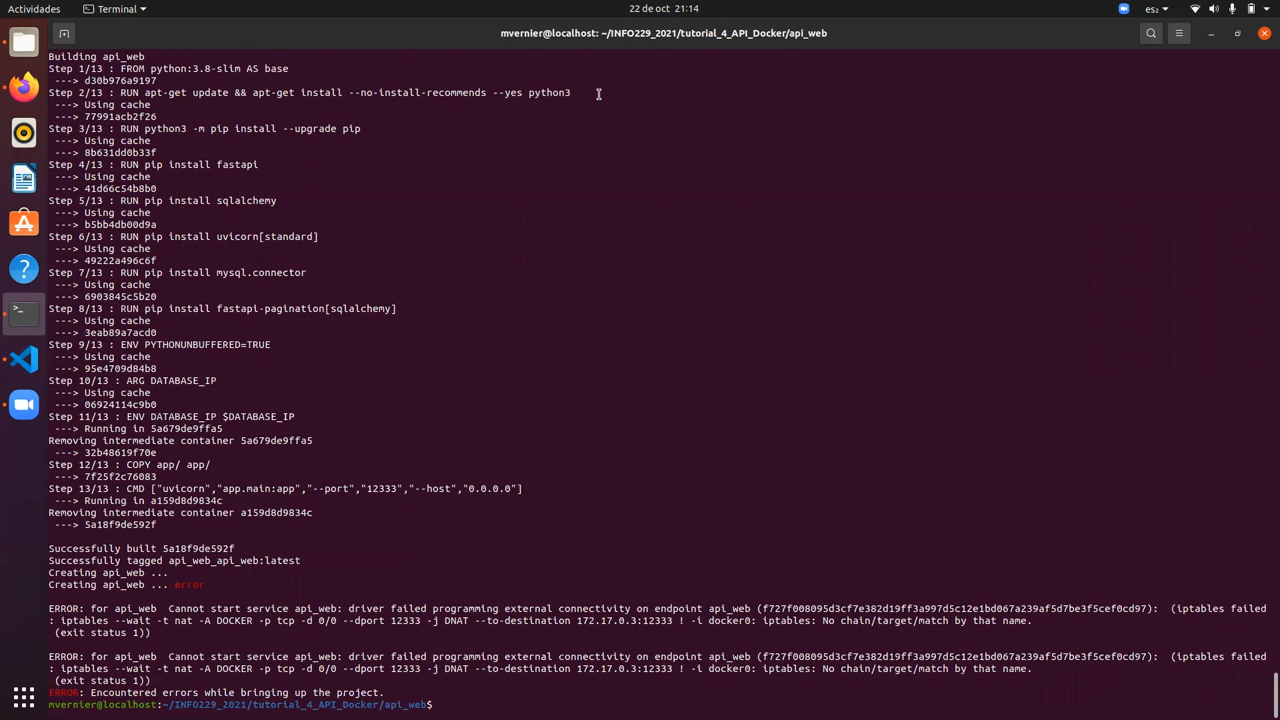 Actividades
Terminal
22 de oct 21:14
es₂
mvernier@localhost: ~/INFO229_2021/tutorial_4_API_Docker/api_web
Building api_web
Step 1/13 : FROM python:3.8-slim AS base
 ---> d30b976a9197
Step 2/13 : RUN apt-get update && apt-get install --no-install-recommends --yes python3
 ---> Using cache
 ---> 77991acb2f26
Step 3/13 : RUN python3 -m pip install --upgrade pip
 ---> Using cache
 ---> 8b631dd0b33f
Step 4/13 : RUN pip install fastapi
 ---> Using cache
 ---> 41d66c54b8b0
Step 5/13 : RUN pip install sqlalchemy
 ---> Using cache
 ---> b5bb4db00d9a
Step 6/13 : RUN pip install uvicorn[standard]
 ---> Using cache
 ---> 49222a496c6f
Step 7/13 : RUN pip install mysql.connector
 ---> Using cache
 ---> 6903845c5b20
Step 8/13 : RUN pip install fastapi-pagination[sqlalchemy]
 ---> Using cache
 ---> 3eab89a7acd0
Step 9/13 : ENV PYTHONUNBUFFERED=TRUE
 ---> Using cache
 ---> 95e4709d84b8
Step 10/13 : ARG DATABASE_IP
 ---> Using cache
 ---> 06924114c9b0
Step 11/13 : ENV DATABASE_IP $DATABASE_IP
 ---> Running in 5a679de9ffa5
Removing intermediate container 5a679de9ffa5
 ---> 32b48619f70e
Step 12/13 : COPY app/ app/
 ---> 7f25f2c76083
Step 13/13 : CMD ["uvicorn","app.main:app","--port","12333","--host","0.0.0.0"]
 ---> Running in a159d8d9834c
Removing intermediate container a159d8d9834c
 ---> 5a18f9de592f
Successfully built 5a18f9de592f
Successfully tagged api_web_api_web:latest
Creating api_web ...
Creating api_web ... error
ERROR: for api_web  Cannot start service api_web: driver failed programming external connectivity on endpoint api_web (f727f008095d3cf7e382d19ff3a997d5c12e1bd067a239af5d7be3f5cef0cd97):  (iptables failed
: iptables --wait -t nat -A DOCKER -p tcp -d 0/0 --dport 12333 -j DNAT --to-destination 172.17.0.3:12333 ! -i docker0: iptables: No chain/target/match by that name.
 (exit status 1))
ERROR: for api_web  Cannot start service api_web: driver failed programming external connectivity on endpoint api_web (f727f008095d3cf7e382d19ff3a997d5c12e1bd067a239af5d7be3f5cef0cd97):  (iptables failed
: iptables --wait -t nat -A DOCKER -p tcp -d 0/0 --dport 12333 -j DNAT --to-destination 172.17.0.3:12333 ! -i docker0: iptables: No chain/target/match by that name.
 (exit status 1))
ERROR: Encountered errors while bringing up the project.
mvernier@localhost:~/INFO229_2021/tutorial_4_API_Docker/api_web$